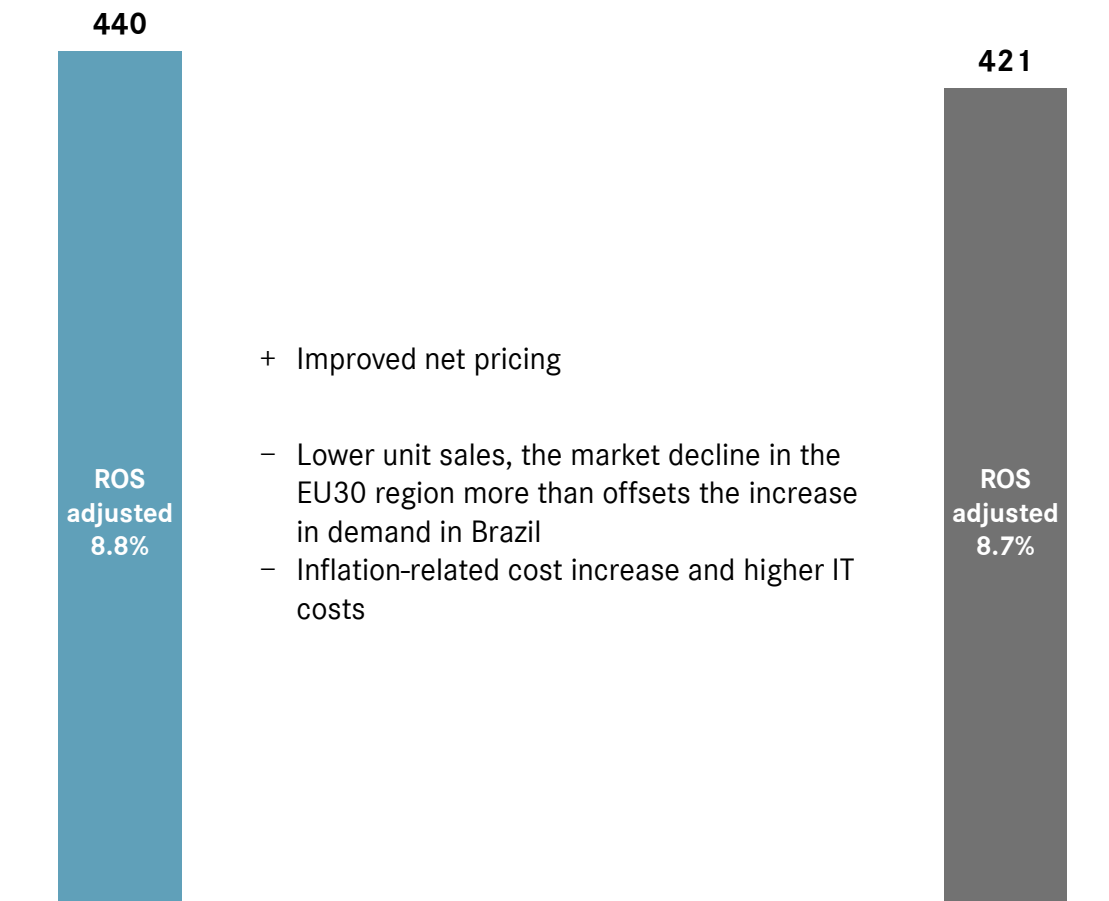 440
421
+ Improved net pricing
– Lower unit sales, the market decline in the
EU30 region more than offsets the increase
in demand in Brazil
– Inflation-related cost increase and higher IT
costs
ROS
adjusted
8.8%
ROS
adjusted
8.7%